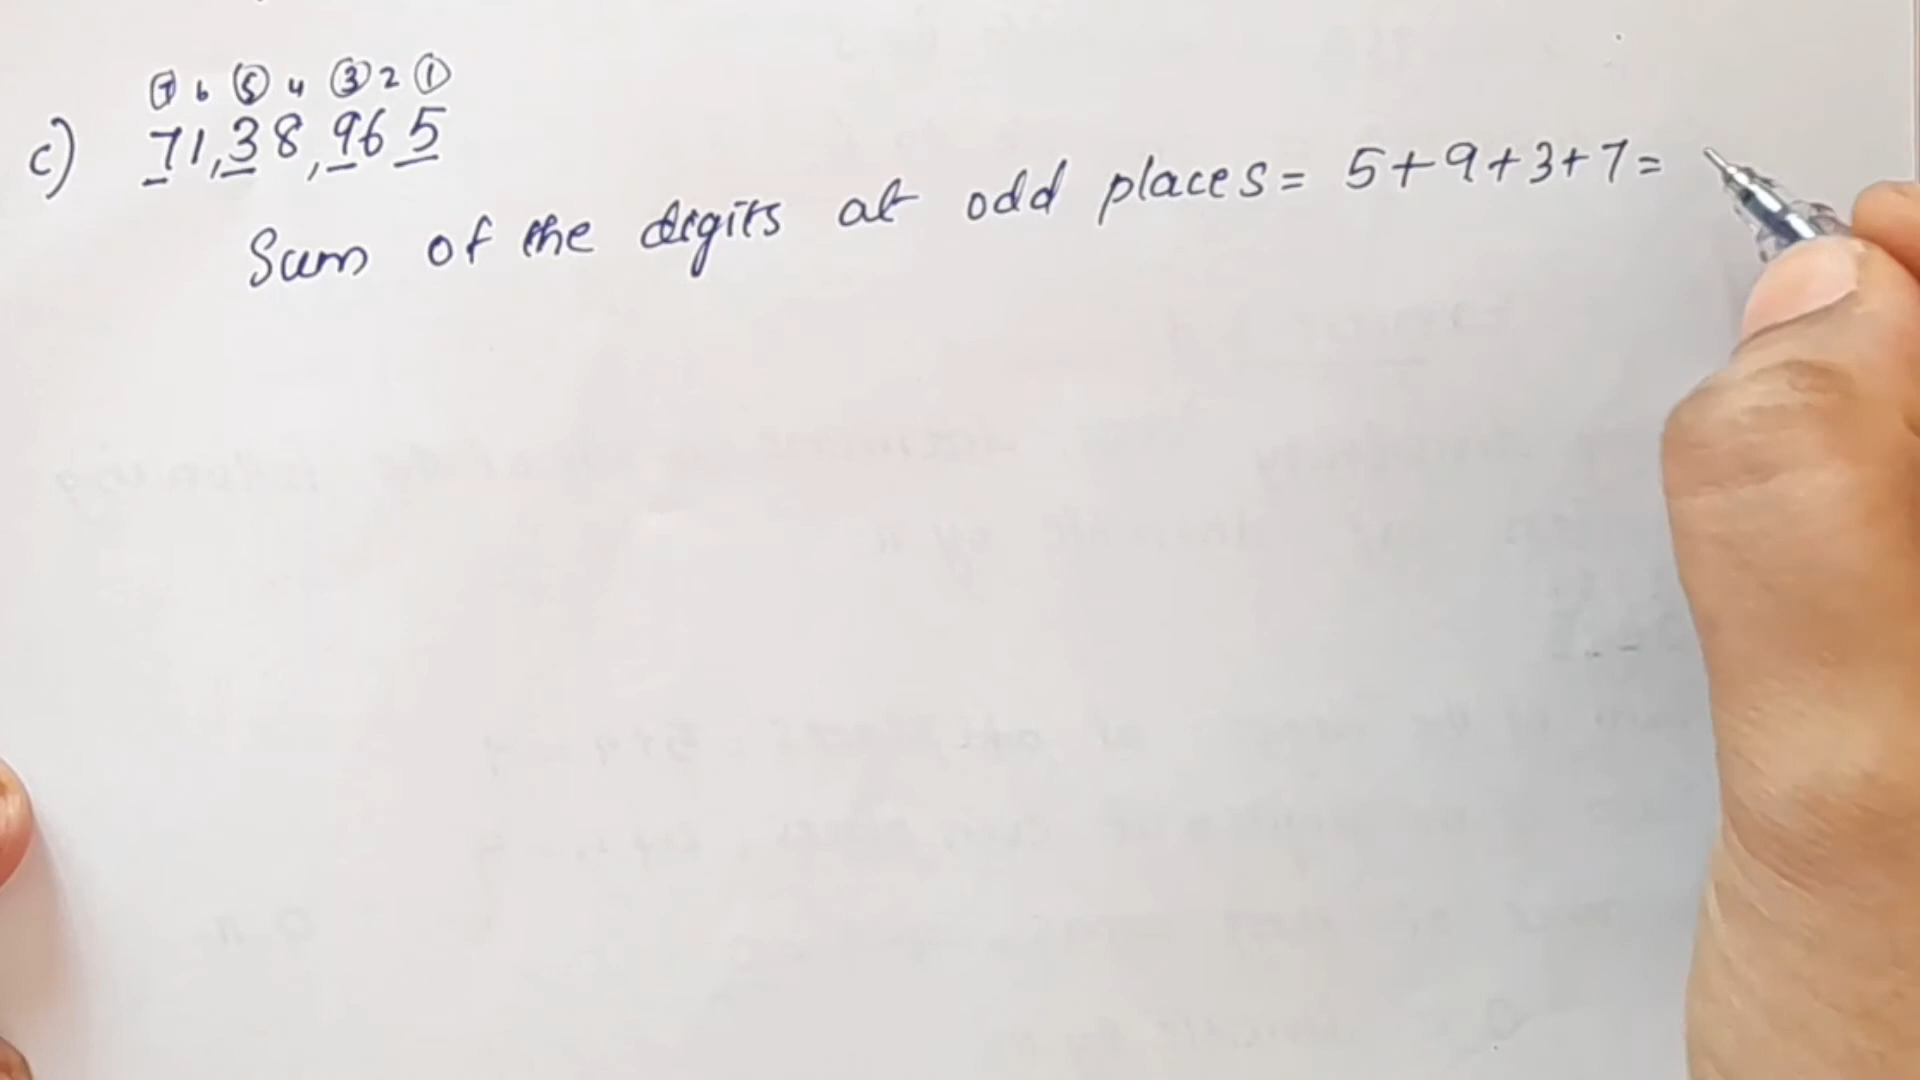 7 6 5 4 3 2 1
c) 71,38,965
Sum of the digits at odd places = 5+9+3+7=